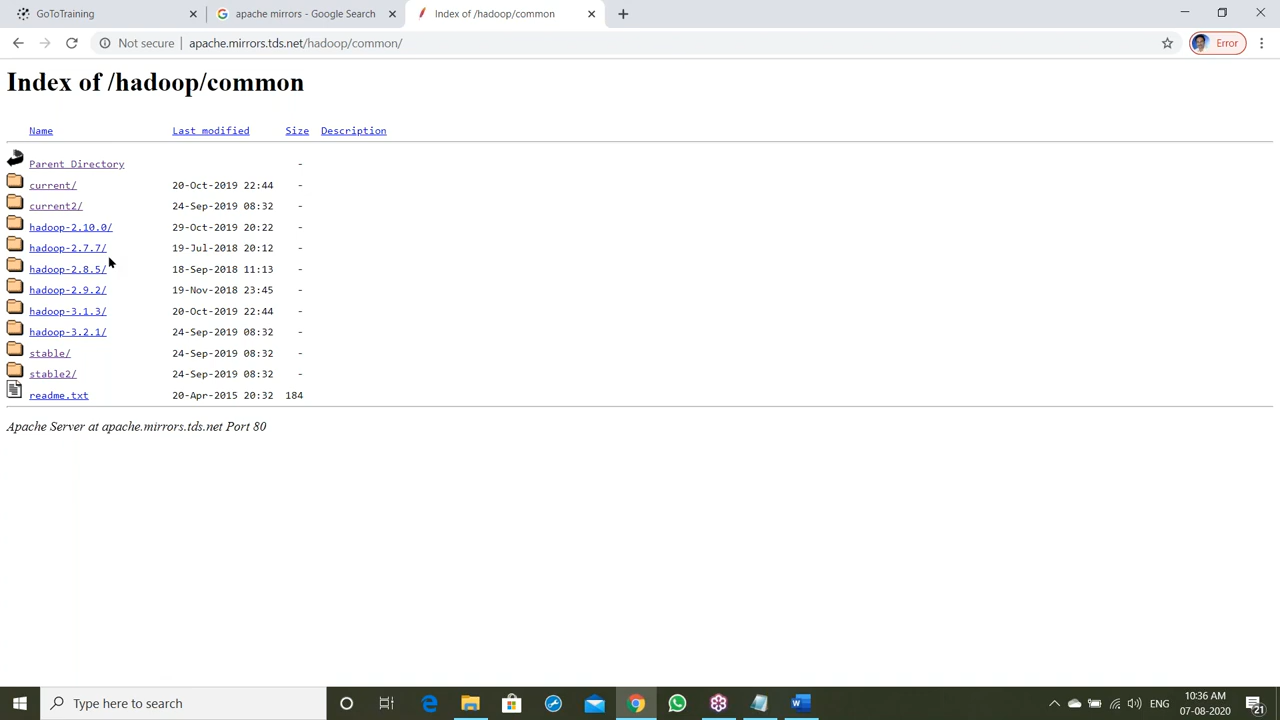 GoToTraining apache mirrors - Google Search Index of /hadoop/common
Not secure apache.mirrors.tds.net/hadoop/common/ Error
Index of /hadoop/common
Name Last modified Size Description
Parent Directory -
current/ 20-Oct-2019 22:44 -
current2/ 24-Sep-2019 08:32 -
hadoop-2.10.0/ 29-Oct-2019 20:22 -
hadoop-2.7.7/ 19-Jul-2018 20:12 -
hadoop-2.8.5/ 18-Sep-2018 11:13 -
hadoop-2.9.2/ 19-Nov-2018 23:45 -
hadoop-3.1.3/ 20-Oct-2019 22:44 -
hadoop-3.2.1/ 24-Sep-2019 08:32 -
stable/ 24-Sep-2019 08:32 -
stable2/ 24-Sep-2019 08:32 -
readme.txt 20-Apr-2015 20:32 184
Apache Server at apache.mirrors.tds.net Port 80
Type here to search ENG 10:36 AM
07-08-2020 21